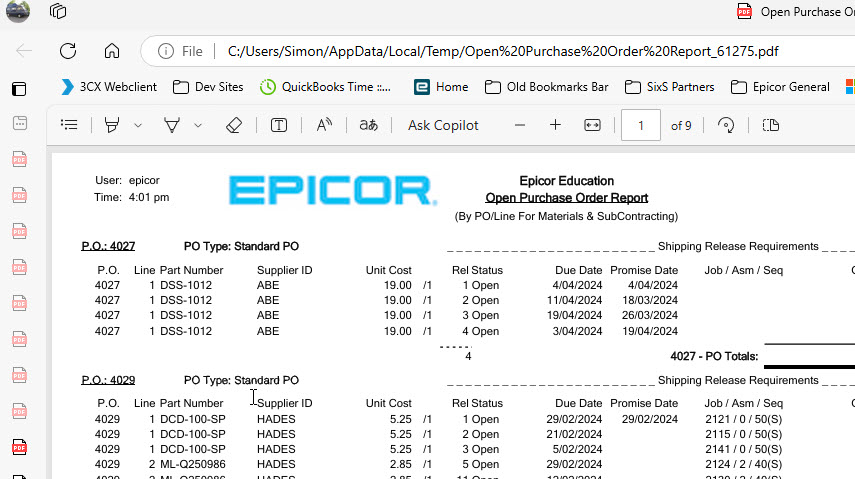 Open Purchase Or
File C:/Users/Simon/AppData/Local/Temp/Open%20Purchase%20Order%20Report_61275.pdf
3CX Webclient Dev Sites QuickBooks Time ::... Home Old Bookmarks Bar SixS Partners Epicor General
Ask Copilot 1 of 9
User: epicor EPICOR Epicor Education
Time: 4:01 pm Open Purchase Order Report
(By PO/Line For Materials & SubContracting)
P.O.: 4027 PO Type: Standard PO Shipping Release Requirements
P.O. Line Part Number Supplier ID Unit Cost Rel Status Due Date Promise Date Job / Asm / Seq
4027 1 DSS-1012 ABE 19.00 /1 1 Open 4/04/2024 4/04/2024
4027 1 DSS-1012 ABE 19.00 /1 2 Open 11/04/2024 18/03/2024
4027 1 DSS-1012 ABE 19.00 /1 3 Open 19/04/2024 26/03/2024
4027 1 DSS-1012 ABE 19.00 /1 4 Open 3/04/2024 19/04/2024
4 4027 - PO Totals:
P.O.: 4029 PO Type: Standard PO Shipping Release Requirements
P.O. Line Part Number Supplier ID Unit Cost Rel Status Due Date Promise Date Job / Asm / Seq
4029 1 DCD-100-SP HADES 5.25 /1 1 Open 29/02/2024 29/02/2024 2121 / 0 / 50(S)
4029 1 DCD-100-SP HADES 5.25 /1 2 Open 21/02/2024 2115 / 0 / 50(S)
4029 1 DCD-100-SP HADES 5.25 /1 3 Open 5/02/2024 2141 / 0 / 50(S)
4029 2 ML-Q250986 HADES 2.85 /1 5 Open 29/02/2024 2124 / 2 / 40(S)